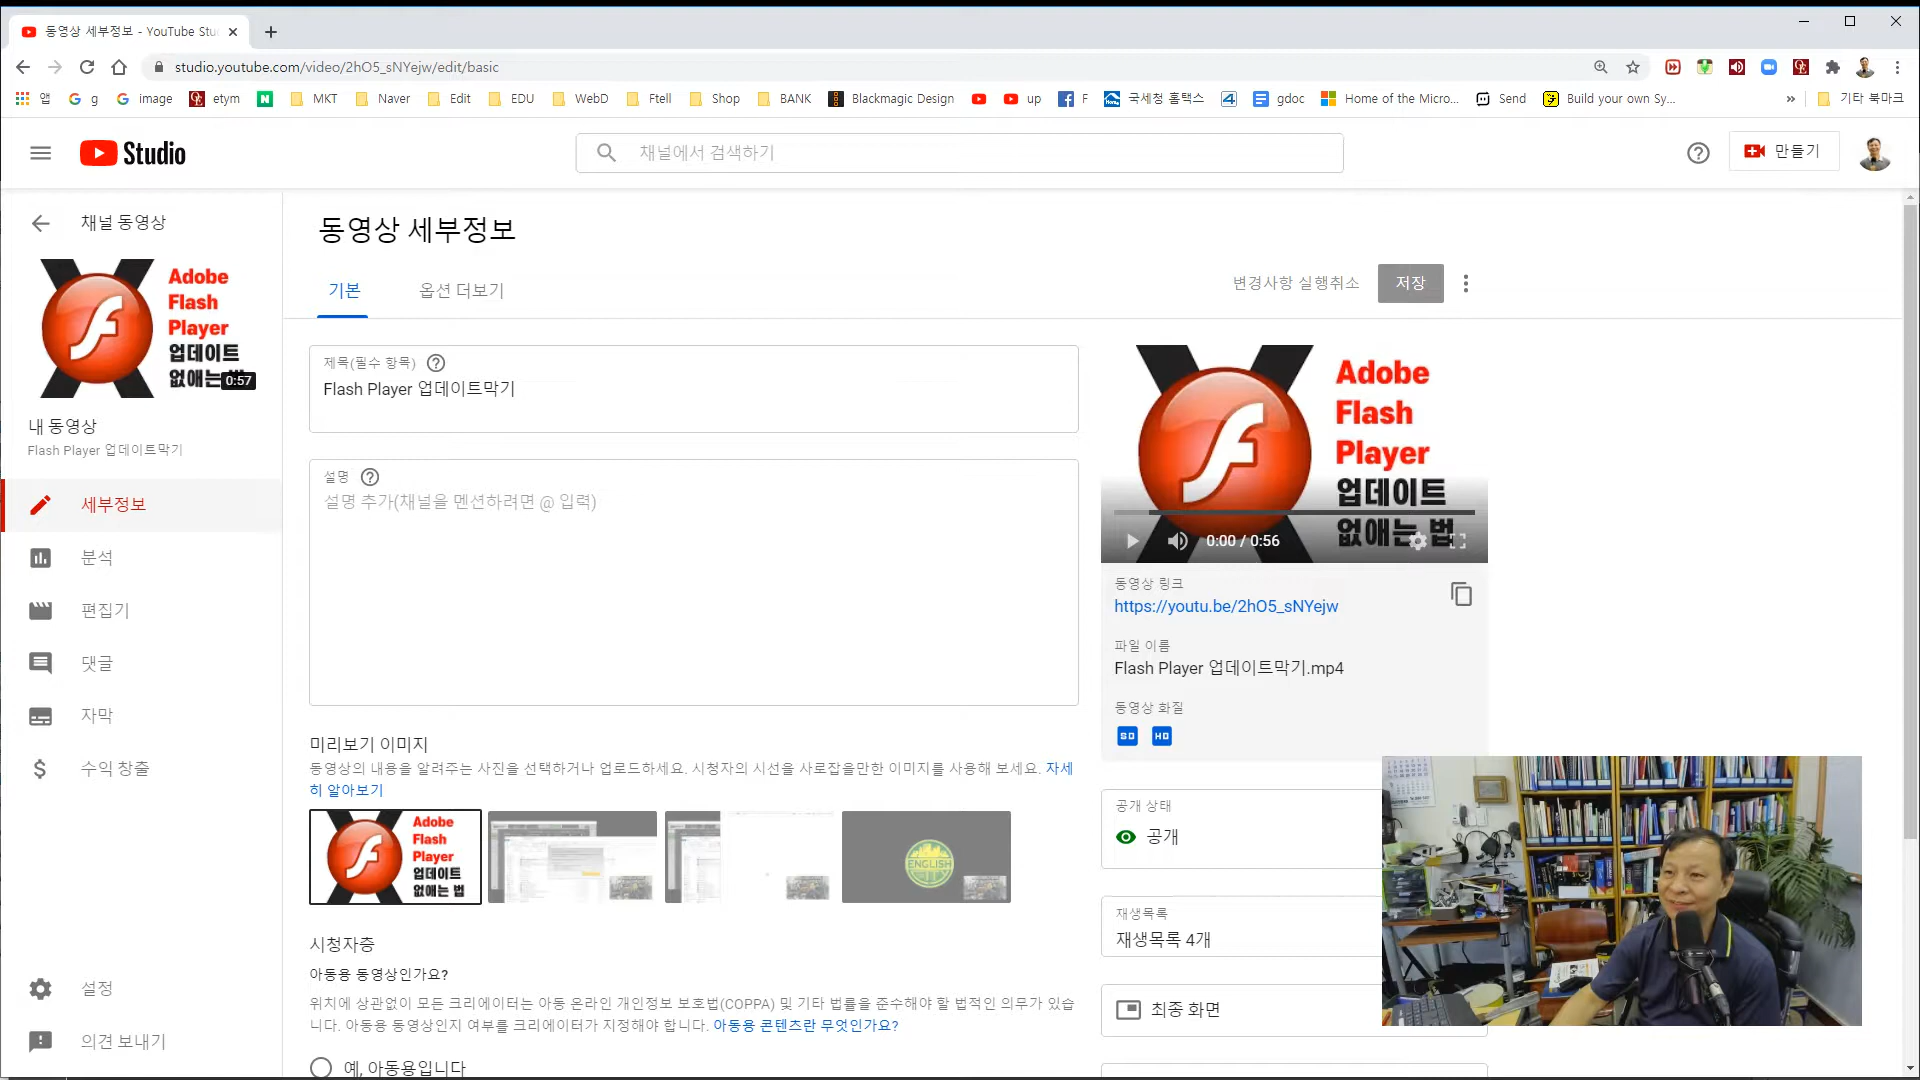 동영상 세부정보 - YouTube Stu
studio.youtube.com/video/2hO5_sNYejw/edit/basic
앱 g image etym MKT Naver Edit EDU WebD Ftell Shop BANK Blackmagic Design up F 국세청 홈택스 gdoc Home of the Micro... Send Build your own Sy... » 기타 북마크
Studio
채널에서 검색하기
만들기
채널 동영상
Adobe
Flash
Player
업데이트
없애는
0:57
내 동영상
Flash Player 업데이트막기
세부정보
분석
편집기
댓글
자막
수익 창출
설정
의견 보내기
동영상 세부정보
기본
옵션 더보기
변경사항 실행취소
저장
제목(필수 항목)
Flash Player 업데이트막기
설명
설명 추가(채널을 멘션하려면 @ 입력)
미리보기 이미지
동영상의 내용을 알려주는 사진을 선택하거나 업로드하세요. 시청자의 시선을 사로잡을만한 이미지를 사용해 보세요. 자세
히 알아보기
Adobe
Flash
Player
업데이트
없애는 법
ENGLISH
CITY
시청자층
아동용 동영상인가요?
위치에 상관없이 모든 크리에이터는 아동 온라인 개인정보 보호법(COPPA) 및 기타 법률을 준수해야 할 법적인 의무가 있습
니다. 아동용 동영상인지 여부를 크리에이터가 지정해야 합니다. 아동용 콘텐츠란 무엇인가요?
예, 아동용입니다
Adobe
Flash
Player
업데이트
없애는 법
0:00 / 0:56
동영상 링크
https://youtu.be/2hO5_sNYejw
파일 이름
Flash Player 업데이트막기.mp4
동영상 화질
SD HD
공개 상태
공개
재생목록
재생목록 4개
최종 화면